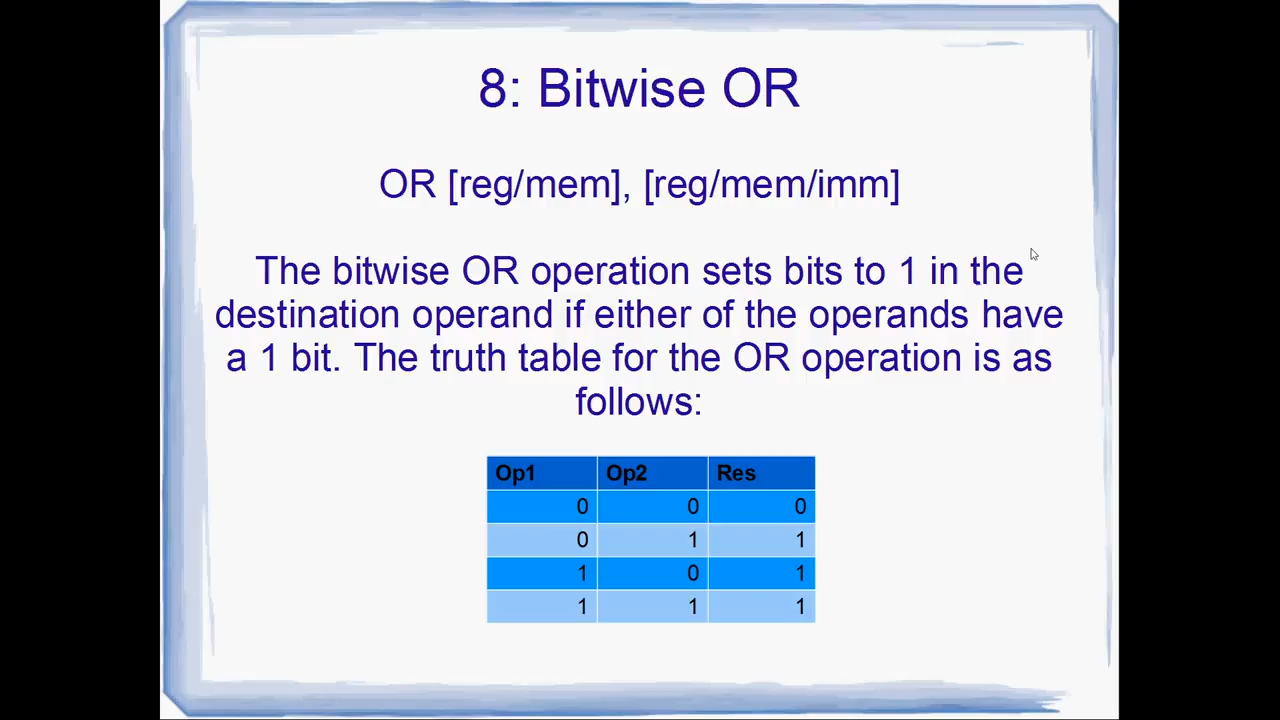 8: Bitwise OR
OR [reg/mem], [reg/mem/imm]
The bitwise OR operation sets bits to 1 in the
destination operand if either of the operands have
a 1 bit. The truth table for the OR operation is as
follows:
Op1 Op2 Res
0 0 0
0 1 1
1 0 1
1 1 1